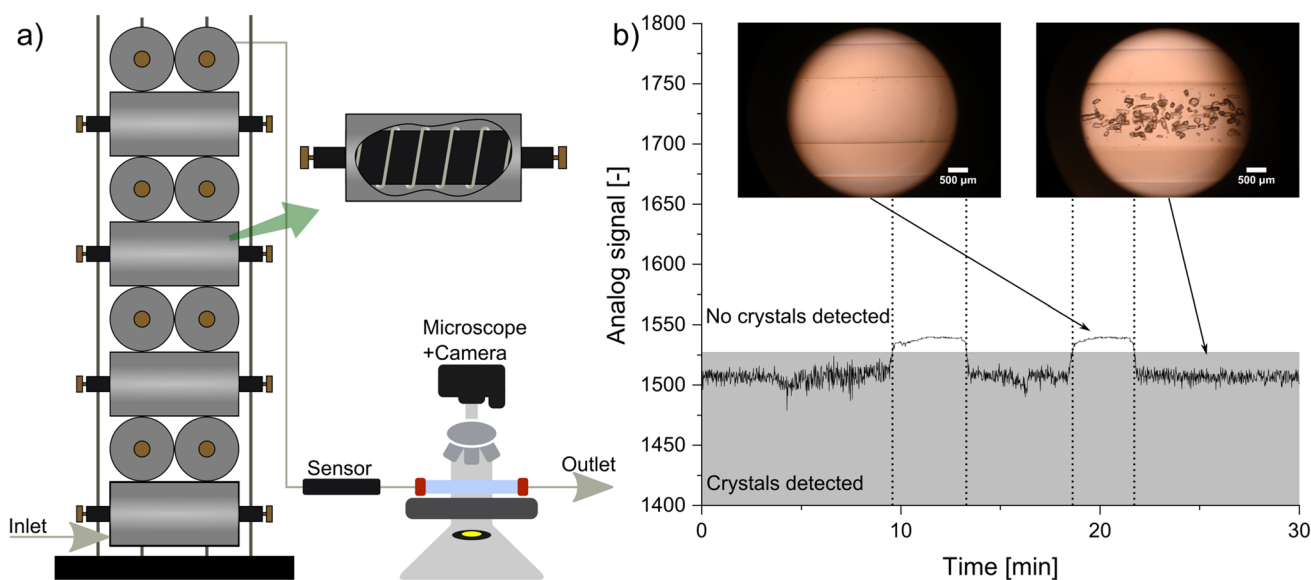 a)
Inlet
Sensor
Microscope
+Camera
Outlet
b)
Analog signal [-]
1800
1750
1700
1650
1600
1550
1500
1450
1400
500 µm
500 µm
No crystals detected
Crystals detected
0
10
20
30
Time [min]